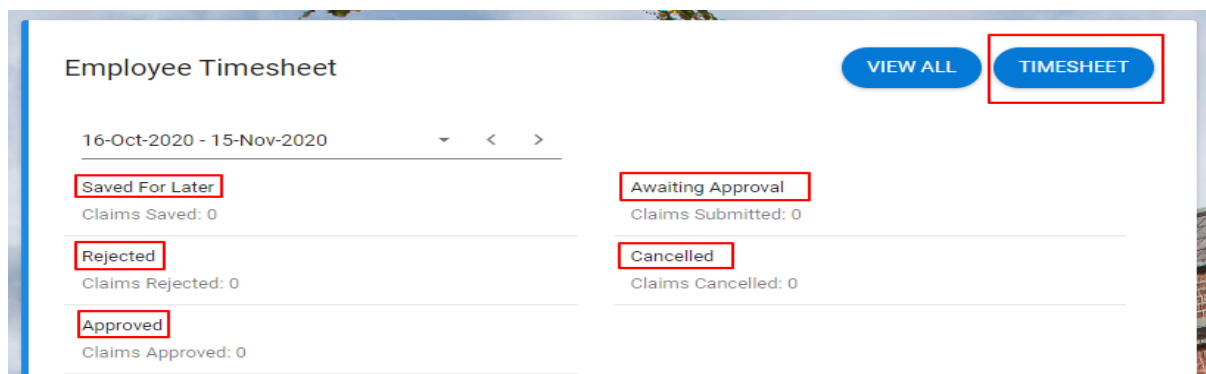 Employee Timesheet
VIEW ALL
TIMESHEET
16-Oct-2020 - 15-Nov-2020
Saved For Later
Claims Saved: 0
Awaiting Approval
Claims Submitted: 0
Rejected
Claims Rejected: 0
Cancelled
Claims Cancelled: 0
Approved
Claims Approved: 0